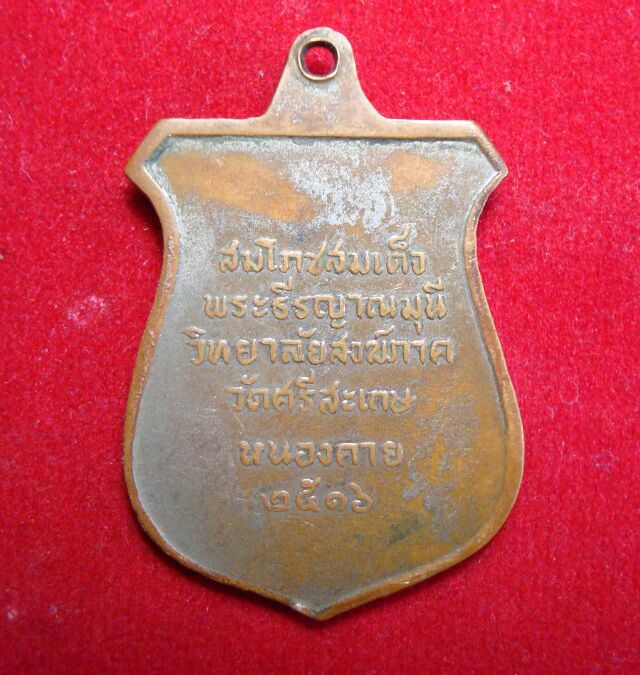 สมโภชสมเด็จ
พระธีรญาณมุนี
วิทยาลัยสงฆ์ภาค
วัดศรีสะเกษ
หนองคาย
๒๕๑๖